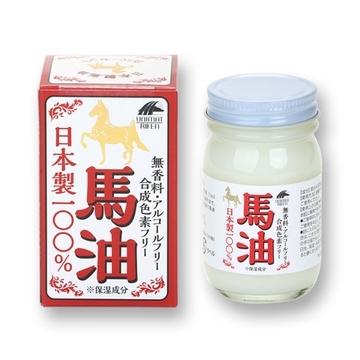 UNIMAT
RIKEN
無香料・アルコールフリー
合成色素フリー
馬油
日本製一〇〇%
※保湿成分
無香料・アルコールフリー
合成色素フリー
馬油
日本製一〇〇%
※保湿成分